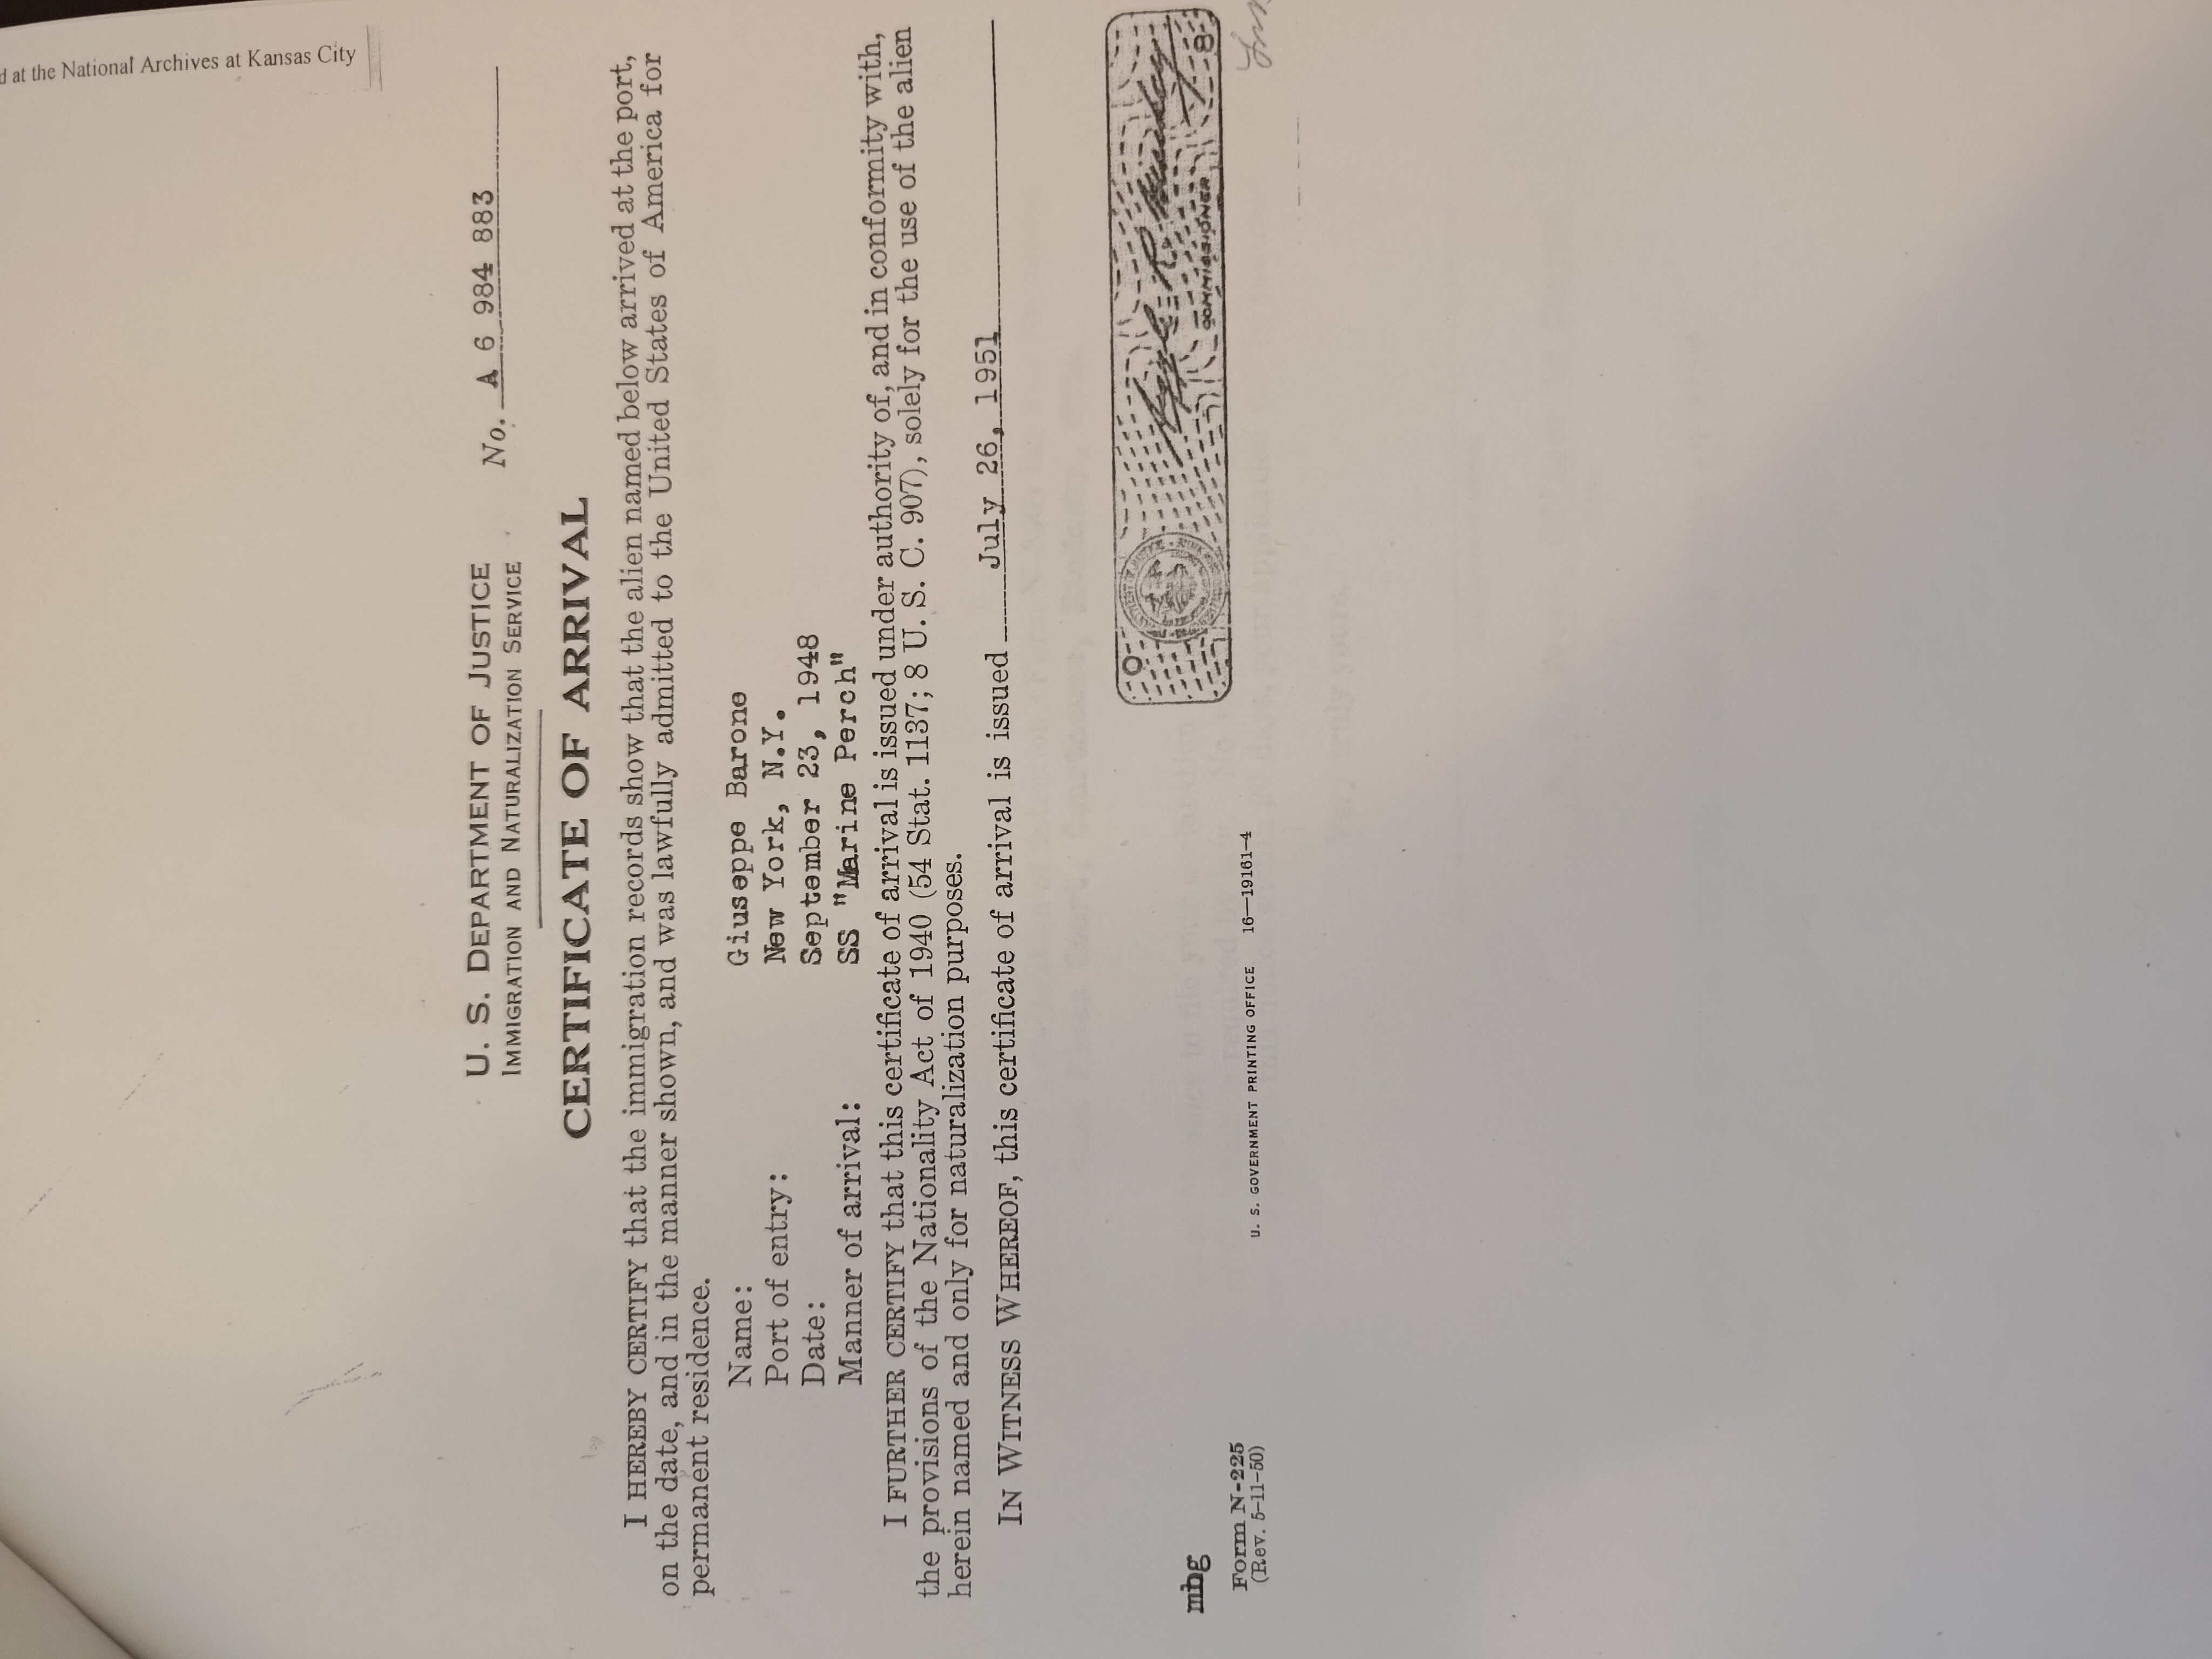 d at the National Archives at Kansas City
U. S. DEPARTMENT OF JUSTICE
IMMIGRATION AND NATURALIZATION SERVICE
No. A 6 984 883
CERTIFICATE OF ARRIVAL
I HEREBY CERTIFY that the immigration records show that the alien named below arrived at the port,
on the date, and in the manner shown, and was lawfully admitted to the United States of America for
permanent residence.
Name: Giuseppe Barone
Port of entry: New York, N.Y.
Date: September 23, 1948
Manner of arrival: SS "Marine Perch"
I FURTHER CERTIFY that this certificate of arrival is issued under authority of, and in conformity with,
the provisions of the Nationality Act of 1940 (54 Stat. 1137; 8 U. S. C. 907), solely for the use of the alien
herein named and only for naturalization purposes.
IN WITNESS WHEREOF, this certificate of arrival is issued July 26, 1951
COMMISSIONER
8
mbg
Form N-225
(Rev. 5-11-50)
U. S. GOVERNMENT PRINTING OFFICE 16—19161-4
Very truly yours,